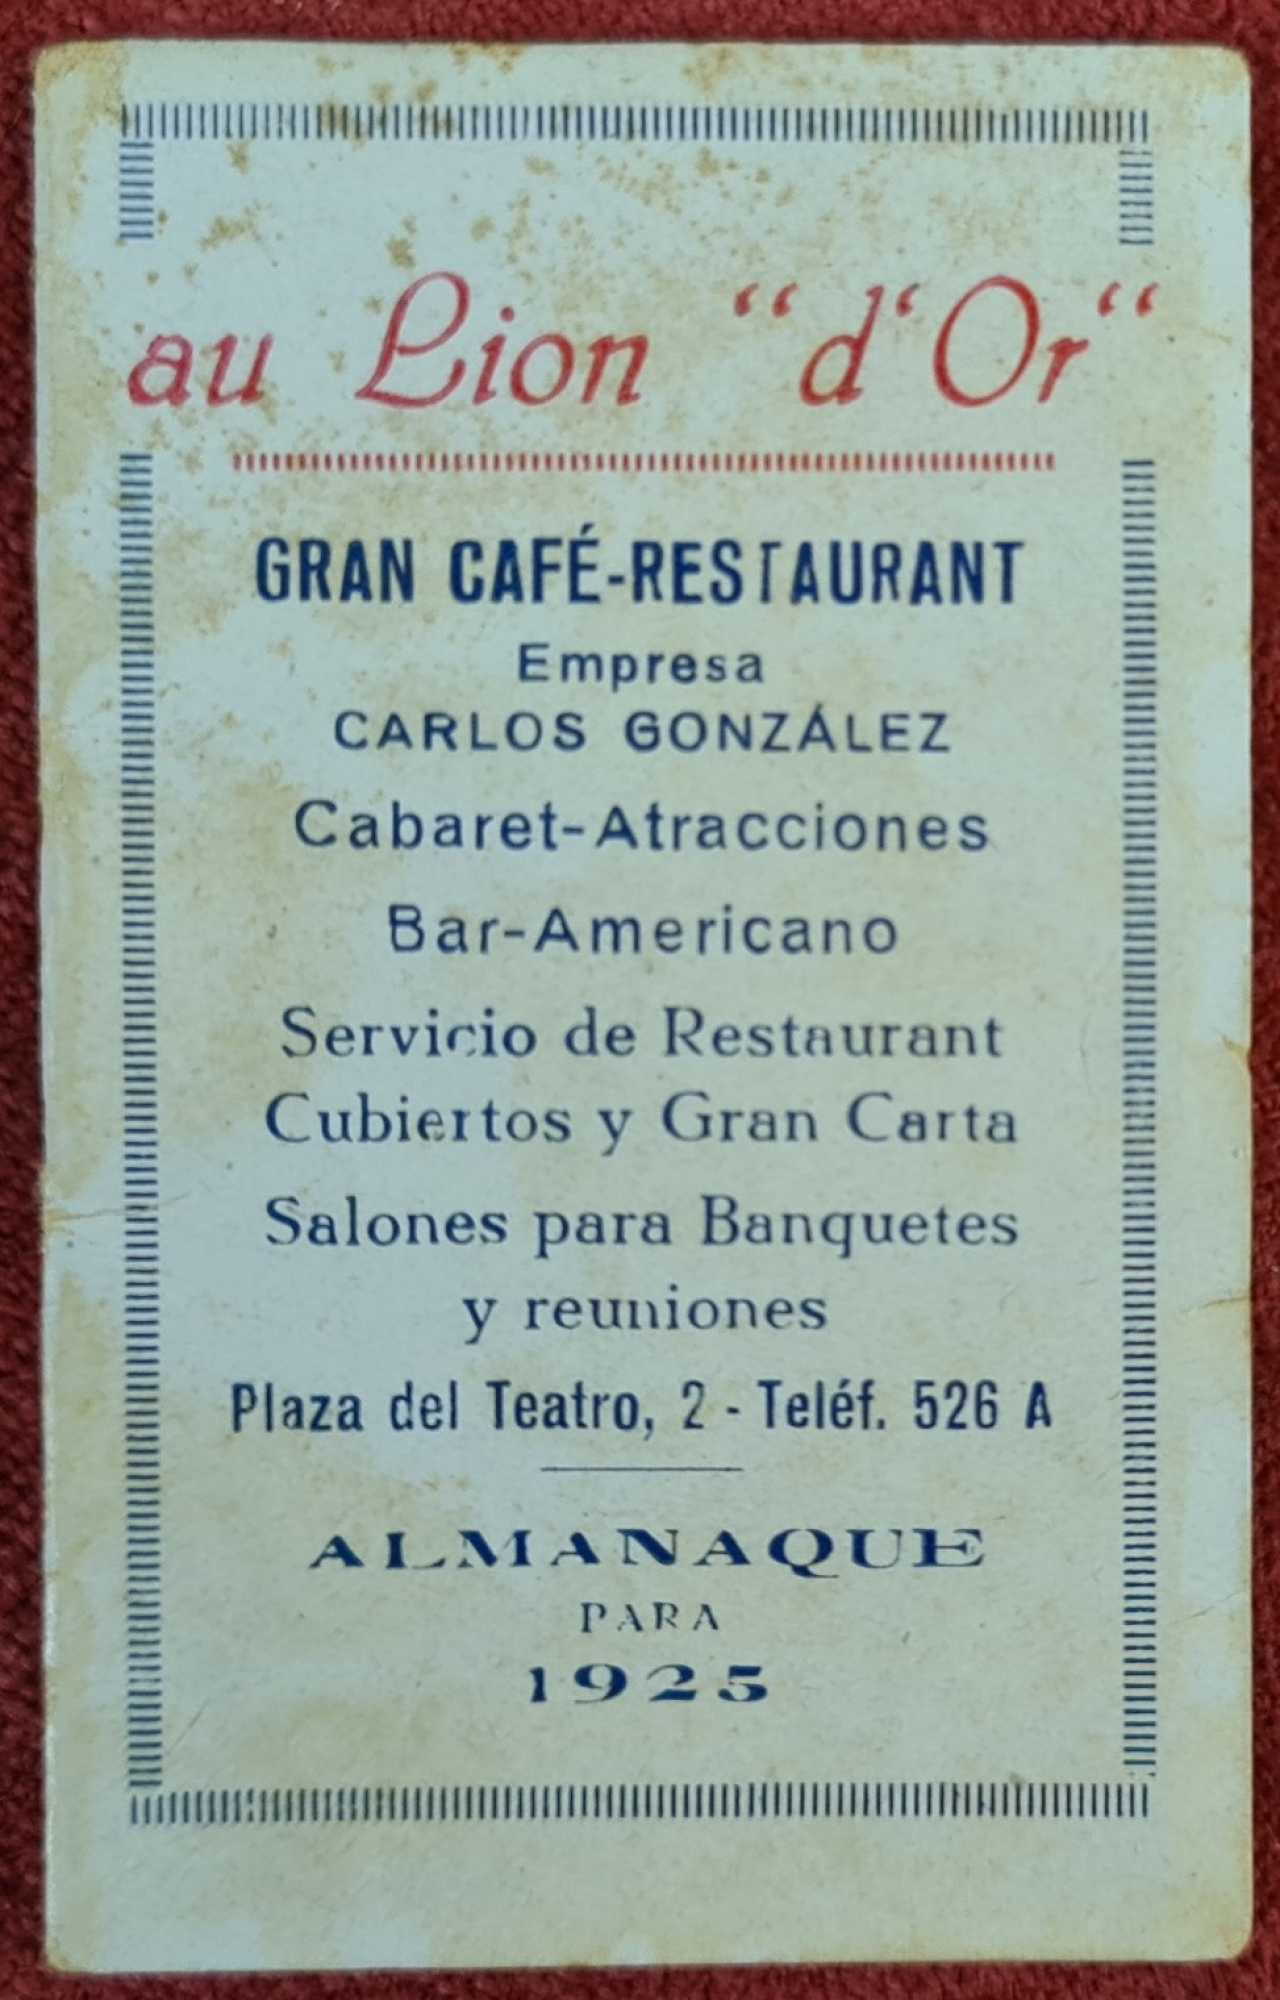 au Lion "d'Or"
GRAN CAFÉ-RESTAURANT
Empresa
CARLOS GONZÁLEZ
Cabaret-Atracciones
Bar-Americano
Servicio de Restaurant
Cubiertos y Gran Carta
Salones para Banquetes
y reuniones
Plaza del Teatro, 2 - Teléf. 526 A
ALMANAQUE
PARA
1925